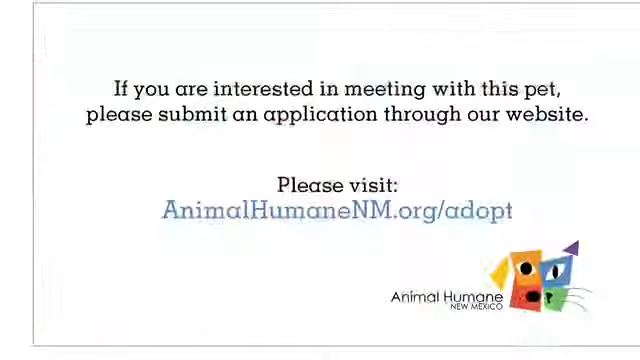 If you are interested in meeting with this pet,
please submit an application through our website.
Please visit:
AnimalHumaneNM.org/adopt
Animal Humane
NEW MEXICO